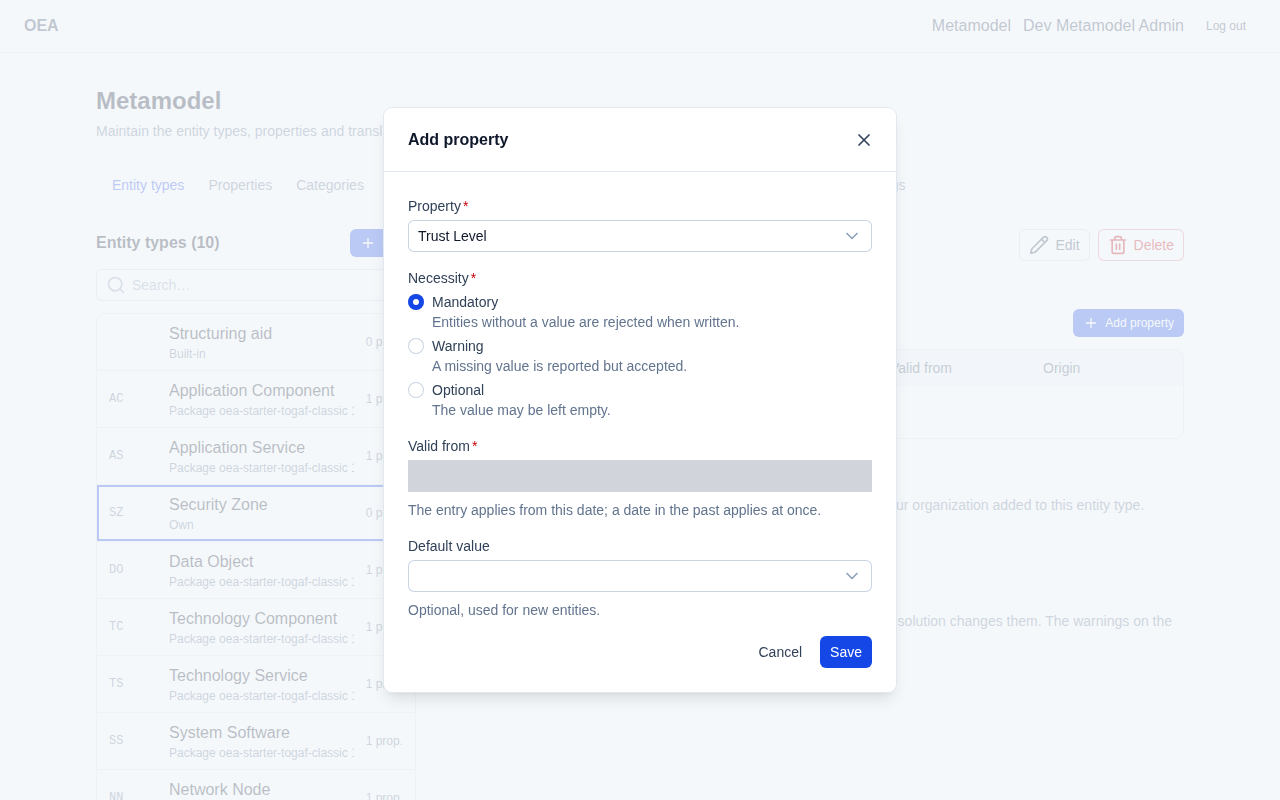 OEA
Metamodel Dev Metamodel Admin Log out
Metamodel
Maintain the entity types, properties and transl
Entity types Properties Categories
Entity types (10)
Edit Delete
Search…
Add property
Valid from Origin
Structuring aid
Built-in
0 p
AC Application Component
Package oea-starter-togaf-classic
1 p
AS Application Service
Package oea-starter-togaf-classic
1 p
SZ Security Zone
Own
0 p
ur organization added to this entity type.
DO Data Object
Package oea-starter-togaf-classic
1 p
TC Technology Component
Package oea-starter-togaf-classic
1 p
solution changes them. The warnings on the
TS Technology Service
Package oea-starter-togaf-classic
1 p
SS System Software
Package oea-starter-togaf-classic
1 prop.
NN Network Node
1 prop.
Add property
Property*
Trust Level
Necessity*
Mandatory
Entities without a value are rejected when written.
Warning
A missing value is reported but accepted.
Optional
The value may be left empty.
Valid from*
The entry applies from this date; a date in the past applies at once.
Default value
Optional, used for new entities.
Cancel Save